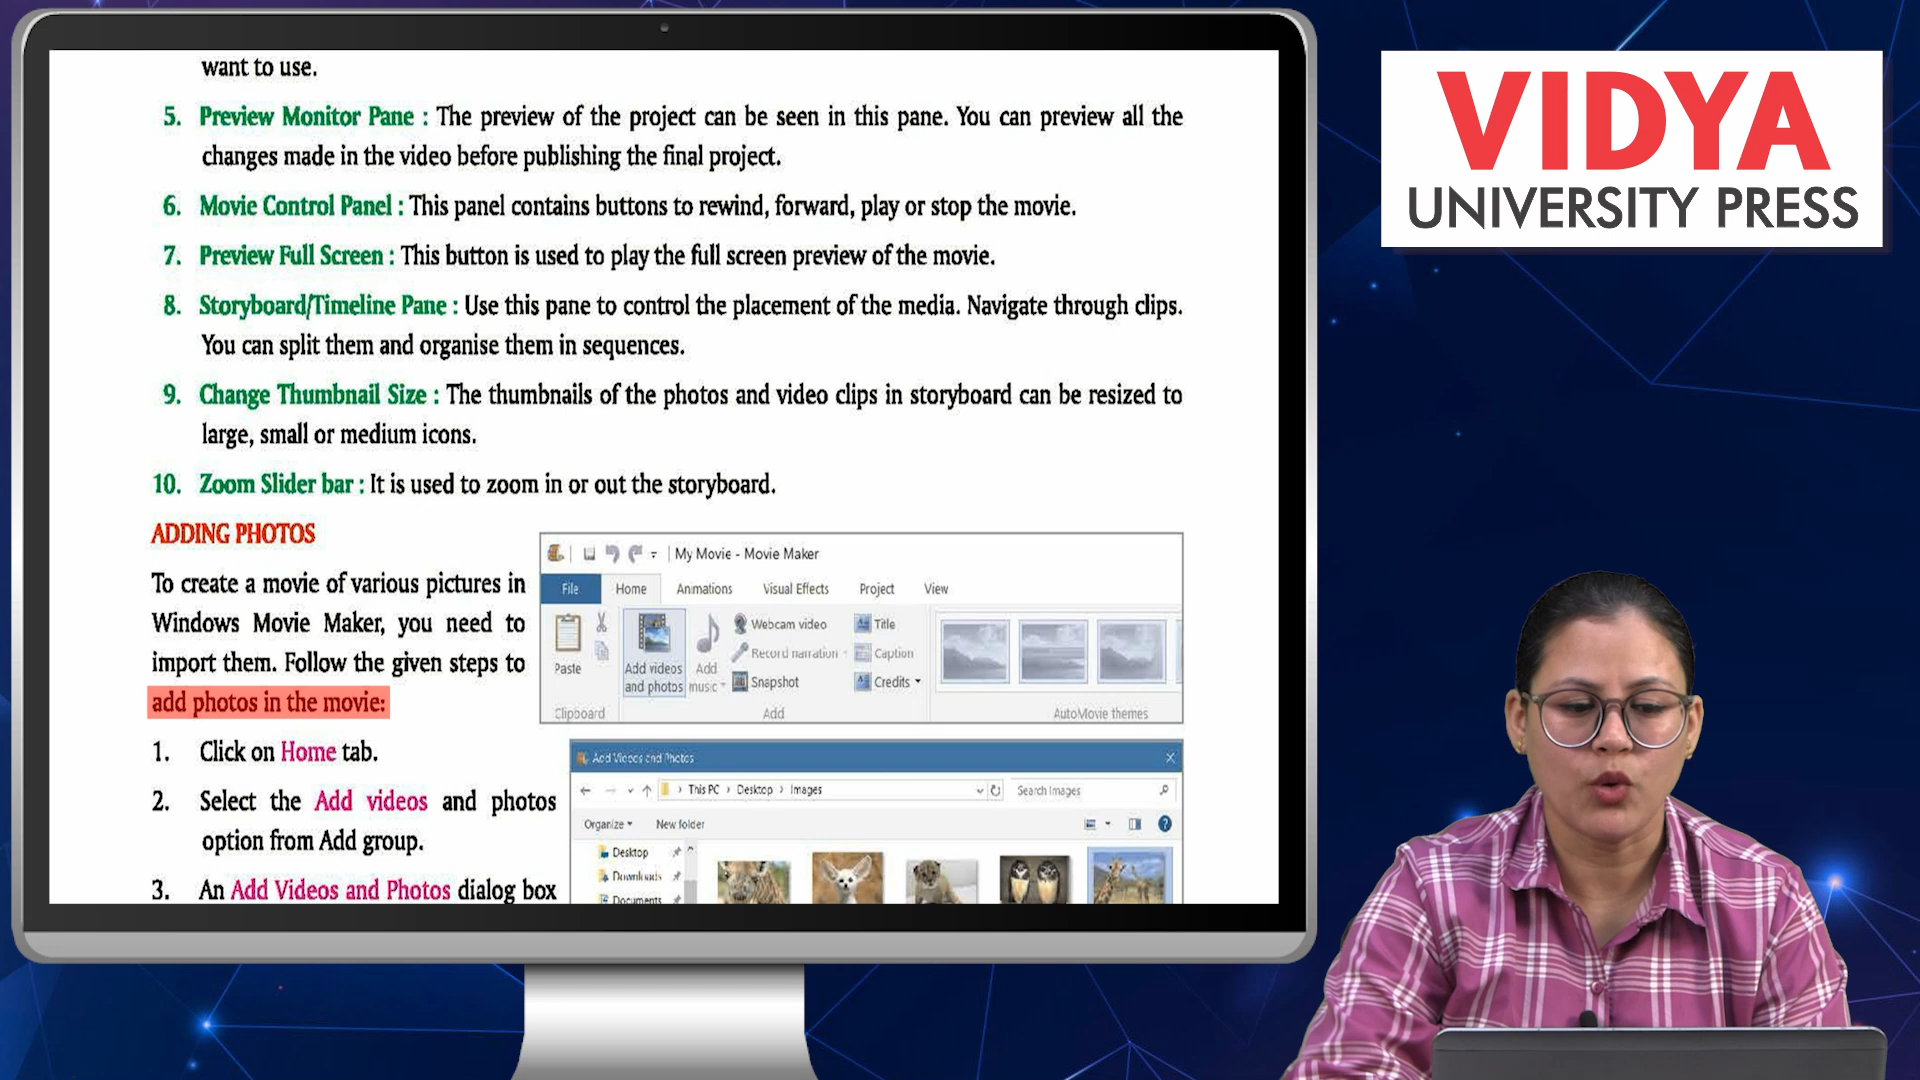 want to use.
5. Preview Monitor Pane : The preview of the project can be seen in this pane. You can preview all the
changes made in the video before publishing the final project.
6. Movie Control Panel : This panel contains buttons to rewind, forward, play or stop the movie.
7. Preview Full Screen : This button is used to play the full screen preview of the movie.
8. Storyboard/Timeline Pane : Use this pane to control the placement of the media. Navigate through clips.
You can split them and organise them in sequences.
9. Change Thumbnail Size : The thumbnails of the photos and video clips in storyboard can be resized to
large, small or medium icons.
10. Zoom Slider bar : It is used to zoom in or out the storyboard.
ADDING PHOTOS
To create a movie of various pictures in
Windows Movie Maker, you need to
import them. Follow the given steps to
add photos in the movie:
1. Click on Home tab.
2. Select the Add videos and photos
option from Add group.
3. An Add Videos and Photos dialog box
My Movie - Movie Maker
File Home Animations Visual Effects Project View
Paste
Clipboard
Add videos
and photos
Add
music
Webcam video
Record narration
Snapshot
Title
Caption
Credits
Add
AutoMovie themes
Add Videos and Photos
This PC › Desktop › Images
Search Images
Organize New folder
Desktop
Downloads
Documents
VIDYA
UNIVERSITY PRESS